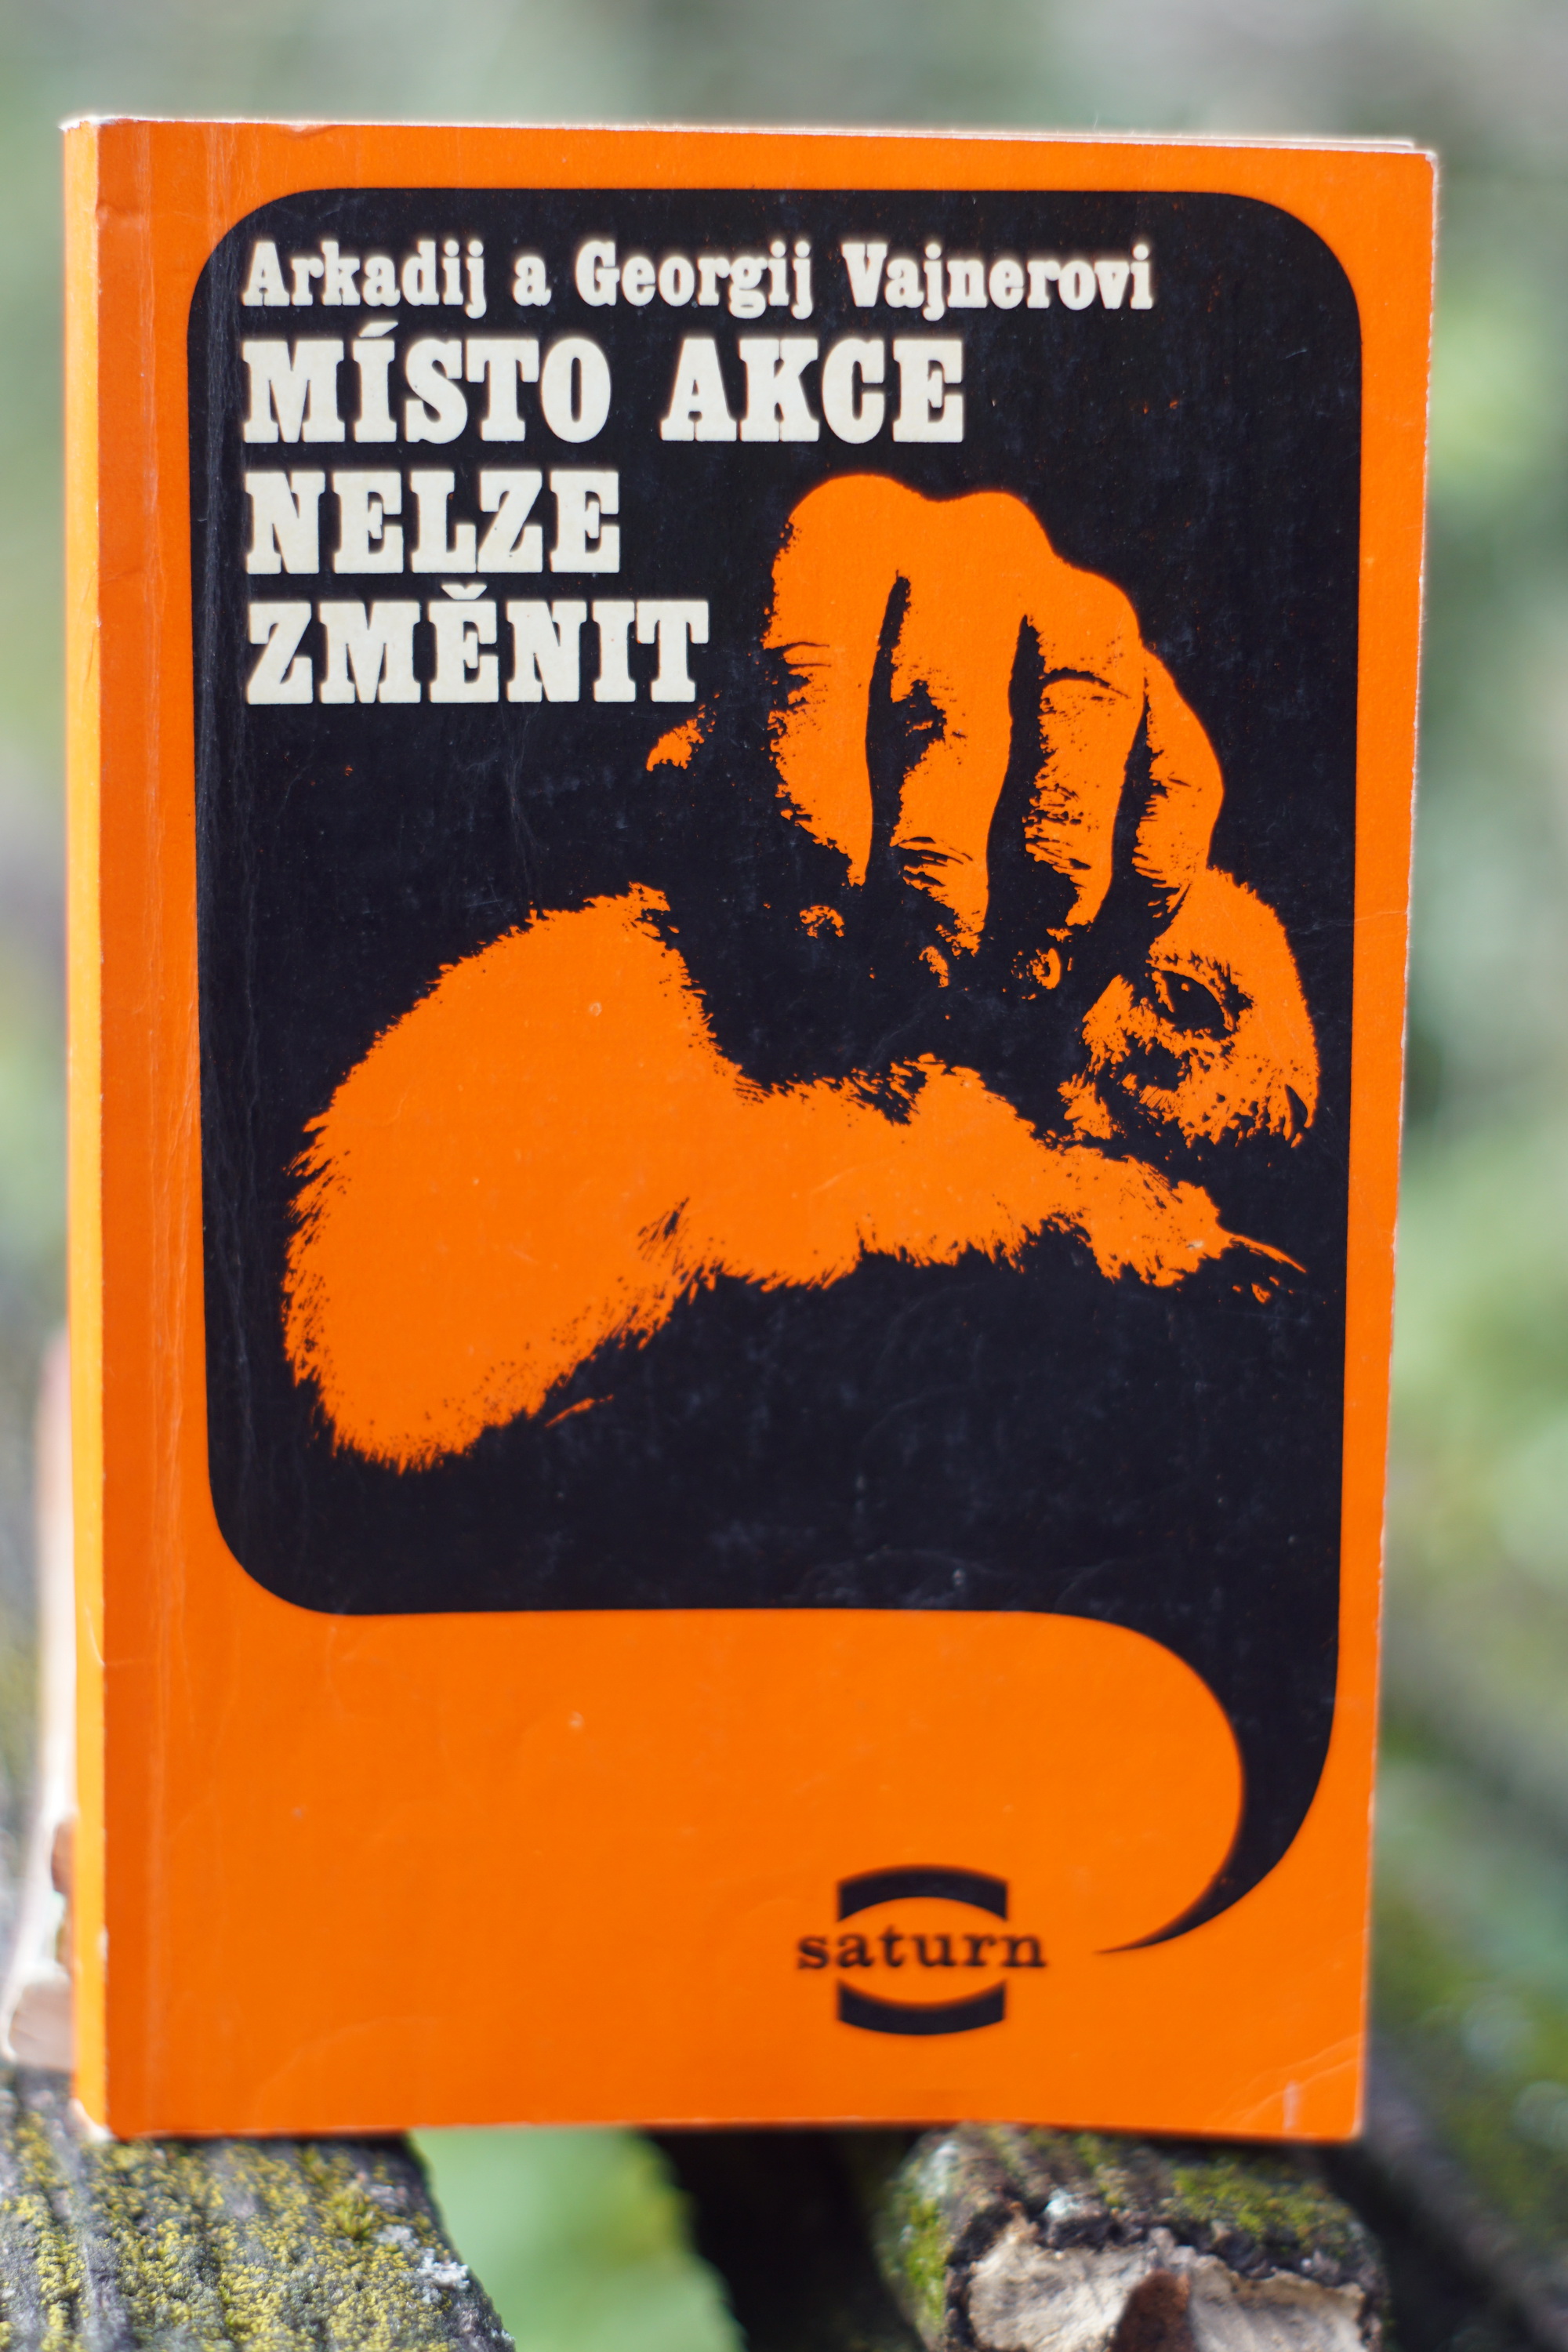 Arkadij a Georgij Vajnerovi
MÍSTO AKCE
NELZE
ZMĚNIT
saturn